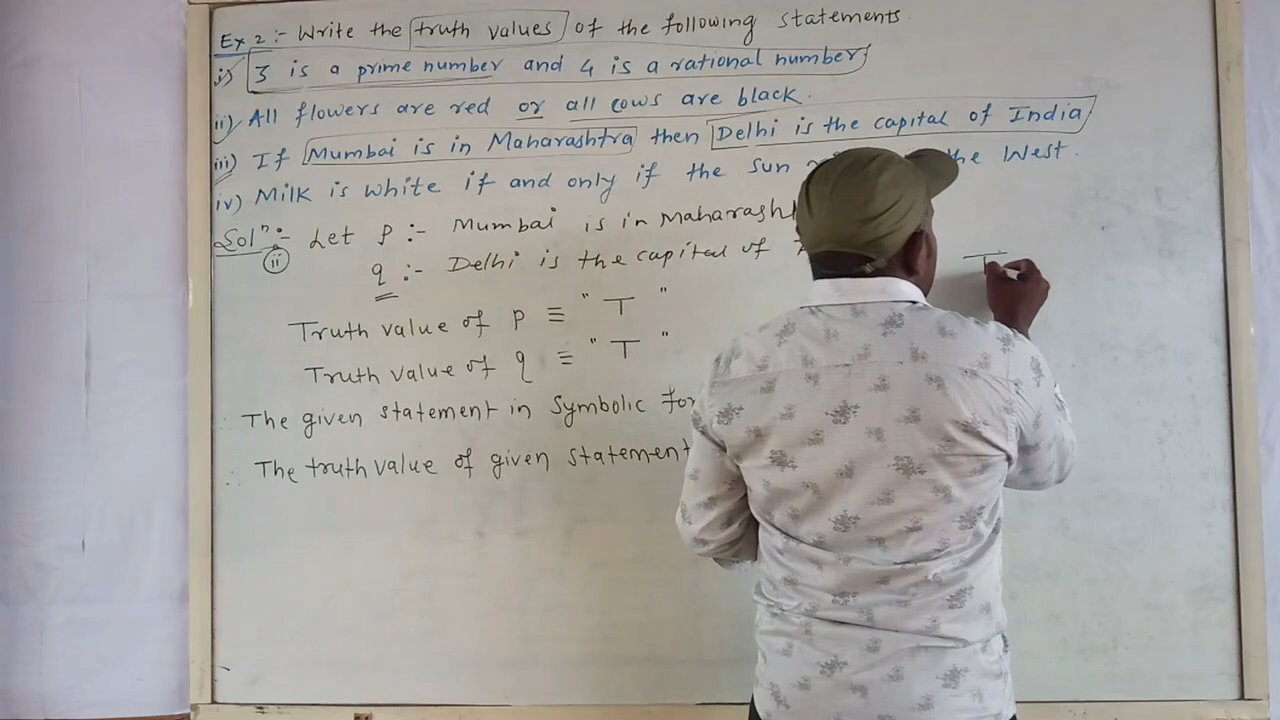 Ex 2 :- Write the truth values of the following statements
i) 3 is a prime number and 4 is a rational number
ii) All flowers are red or all cows are black.
iii) If Mumbai is in Maharashtra then Delhi is the capital of India
iv) Milk is white if and only if the sun the West.
Solⁿ :- Let p :- Mumbai is in Maharash
ii
q :- Delhi is the capital of
T
Truth value of p ≡ " T "
Truth value of q ≡ " T "
∴ The given statement in symbolic for
∴ The truth value of given statement